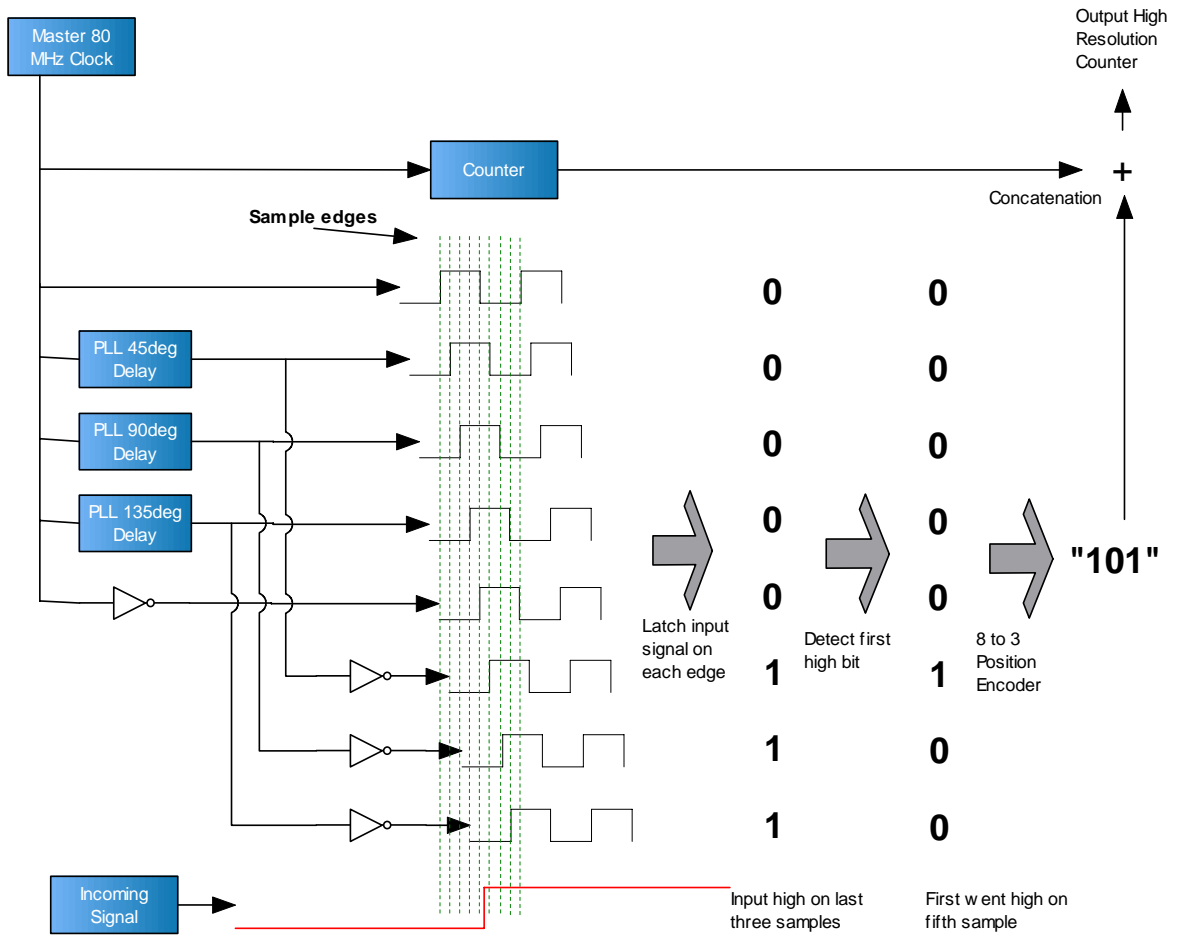 Master 80
MHz Clock
Output High
Resolution
Counter
Counter
+
Concatenation
Sample edges
0
0
PLL 45deg
Delay
0
0
PLL 90deg
Delay
0
0
PLL 135deg
Delay
0
0
"101"
0
0
Latch input
signal on
each edge
Detect first
high bit
8 to 3
Position
Encoder
1
1
1
0
1
0
Incoming
Signal
Input high on last
three samples
First went high on
fifth sample